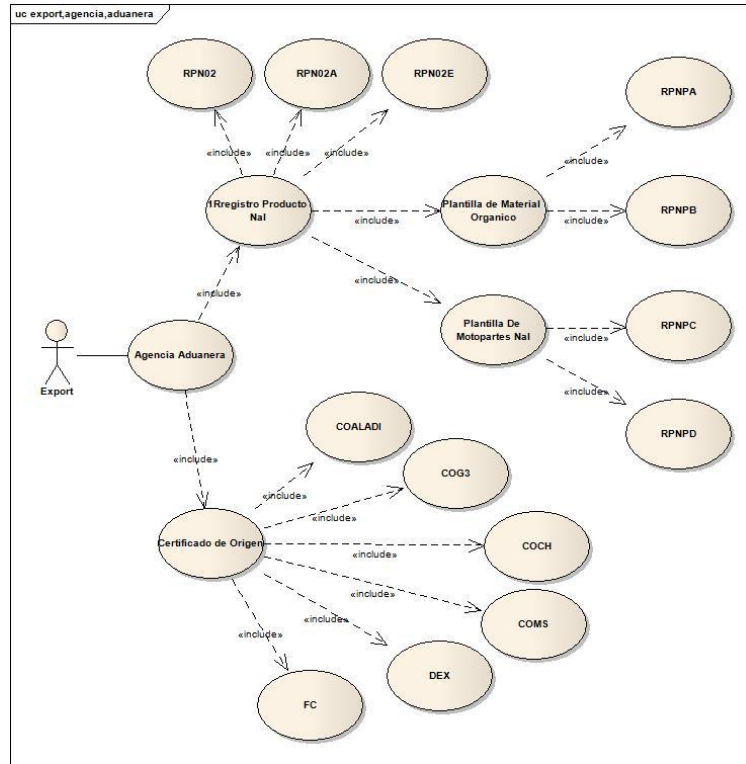 uc export,agencia,aduanera
RPN02
RPN02A
RPN02E
RPNPA
«include»
«include»
«include»
«include»
1Rregistro Producto
Nal
«include»
Plantilla de Material
Organico
«include»
RPNPB
«include»
«include»
Plantilla De
Motopartes Nal
«include»
RPNPC
Agencia Aduanera
Export
«include»
RPNPD
COALADI
«include»
«include»
COG3
«include»
Certificado de Origen
«include»
COCH
«include»
COMS
«include»
«include»
DEX
FC